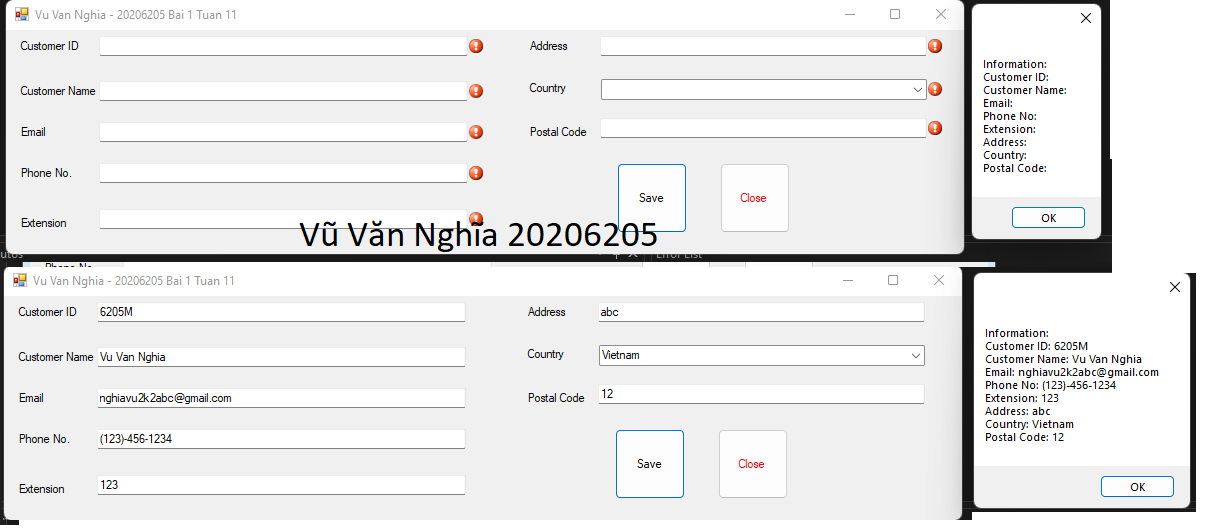 Vu Van Nghia - 20206205 Bai 1 Tuan 11
Customer ID
Address
Customer Name
Country
Email
Postal Code
Phone No.
Save
Close
Extension
Vũ Văn Nghĩa 20206205
Information:
Customer ID:
Customer Name:
Email:
Phone No:
Extension:
Address:
Country:
Postal Code:
OK
Error List
Phone No.
Vu Van Nghia - 20206205 Bai 1 Tuan 11
Customer ID 6205M
Address abc
Customer Name Vu Van Nghia
Country Vietnam
Email nghiavu2k2abc@gmail.com
Postal Code 12
Phone No. (123)-456-1234
Save
Close
Extension 123
Information:
Customer ID: 6205M
Customer Name: Vu Van Nghia
Email: nghiavu2k2abc@gmail.com
Phone No: (123)-456-1234
Extension: 123
Address: abc
Country: Vietnam
Postal Code: 12
OK